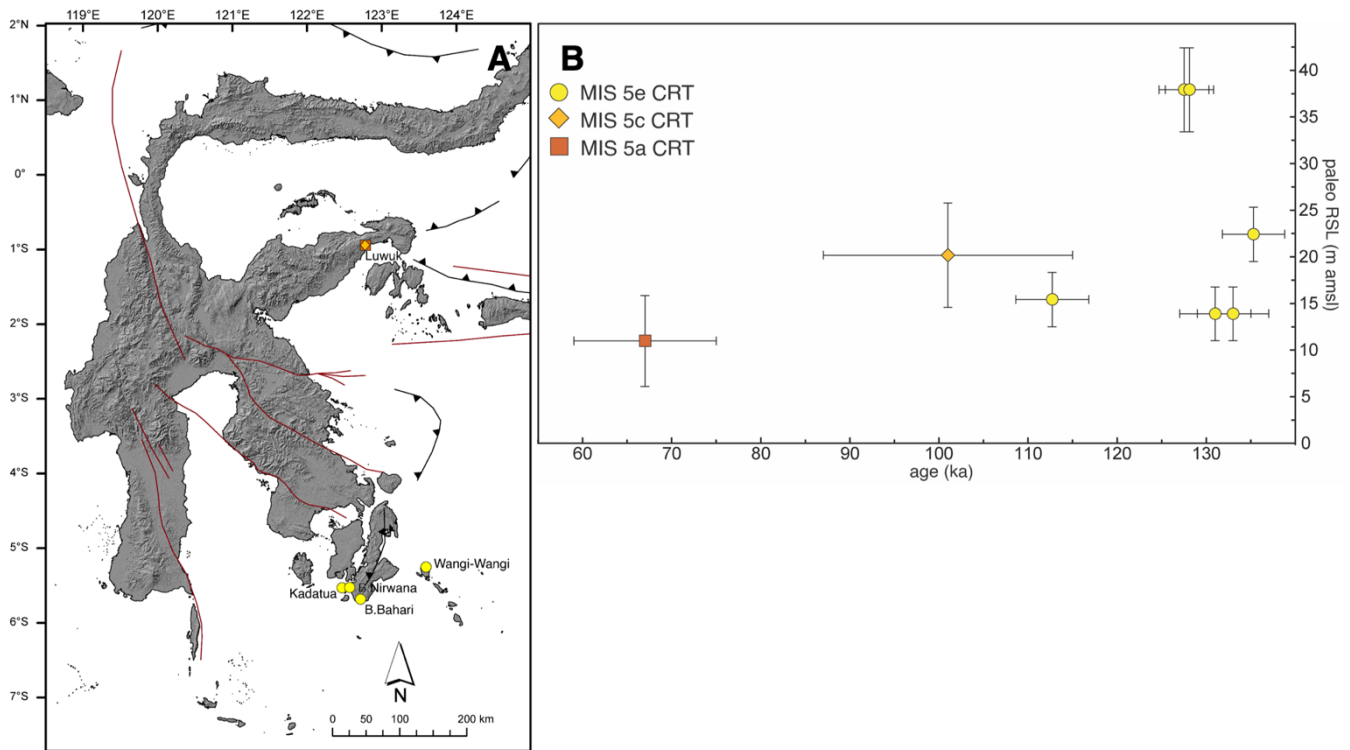 119°E 120°E 121°E 122°E 123°E 124°E
2°N
1°N
0°
1°S
2°S
3°S
4°S
5°S
6°S
7°S
A
Luwuk
Wangi-Wangi
Kadatua
B.Nirwana
B.Bahari
N
0 25 50 100 200 km
B
MIS 5e CRT
MIS 5c CRT
MIS 5a CRT
40
35
30
25
20
15
10
5
0
paleo RSL (m amsl)
60 70 80 90 100 110 120 130
age (ka)